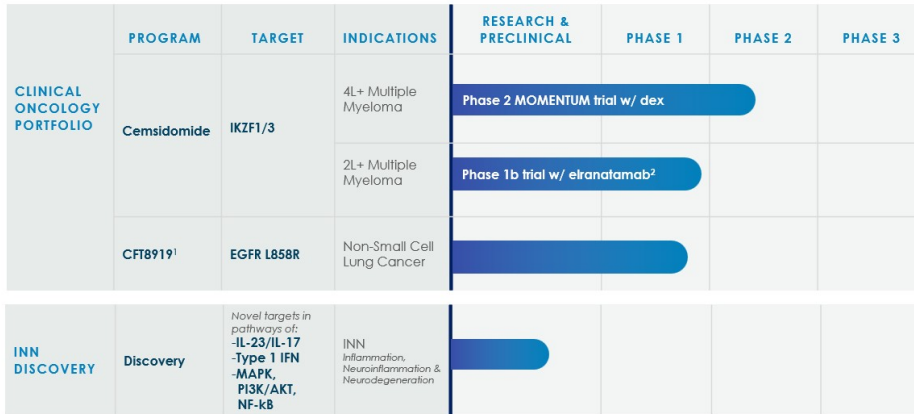 PROGRAM TARGET INDICATIONS RESEARCH & PRECLINICAL PHASE 1 PHASE 2 PHASE 3
CLINICAL
ONCOLOGY
PORTFOLIO
Cemsidomide
IKZF1/3
4L+ Multiple
Myeloma
Phase 2 MOMENTUM trial w/ dex
2L+ Multiple
Myeloma
Phase 1b trial w/ elranatamab²
CFT8919¹
EGFR L858R
Non-Small Cell
Lung Cancer
INN
DISCOVERY
Discovery
Novel targets in
pathways of:
-IL-23/IL-17
-Type 1 IFN
-MAPK,
PI3K/AKT,
NF-kB
INN
Inflammation,
Neuroinflammation &
Neurodegeneration